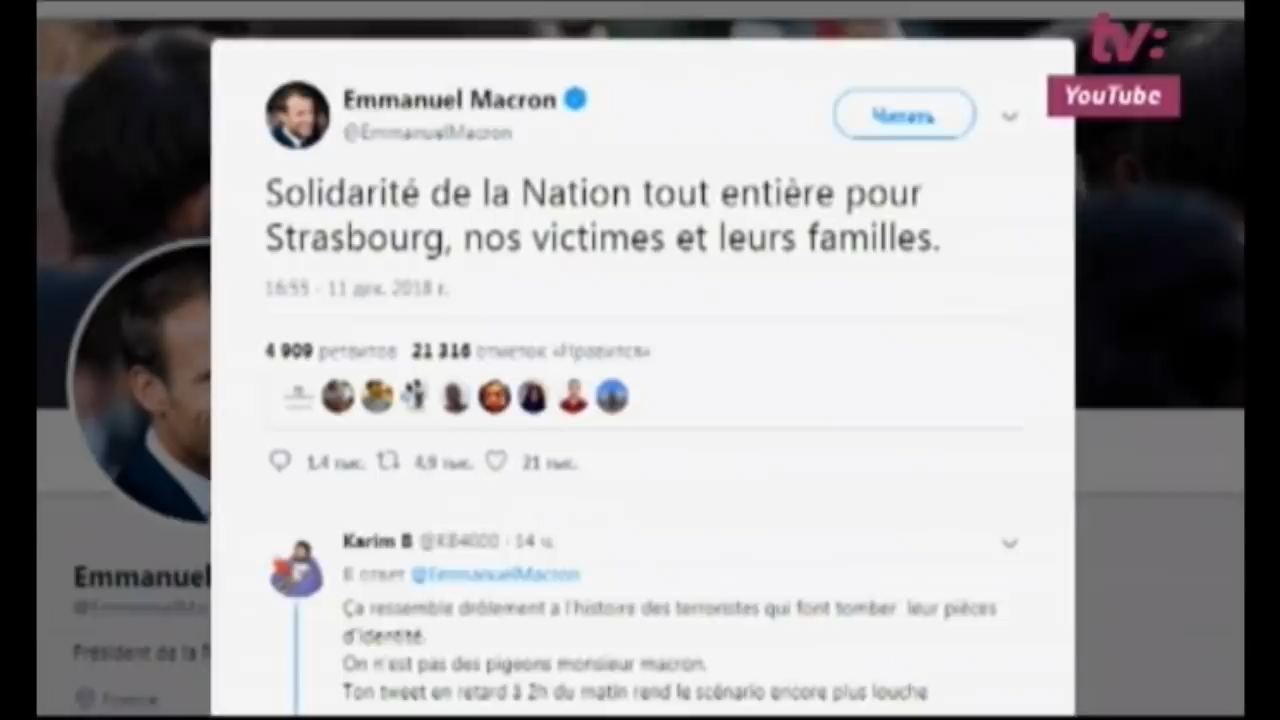 tv:
YouTube
Emmanuel Macron
@EmmanuelMacron
Читать
Solidarité de la Nation tout entière pour
Strasbourg, nos victimes et leurs familles.
16:55 - 11 дек. 2018 г.
4 909 ретвитов 21 316 отметок «Нравится»
1,4 тыс. 4,9 тыс. 21 тыс.
Karim B 14 ч.
В ответ @EmmanuelMacron
Ça ressemble drôlement a l'histoire des terroristes qui font tomber leur pièces
d'identité.
On n'est pas des pigeons monsieur macron.
Ton tweet en retard à 2h du matin rend le scénario encore plus louche
Emmanuel
Président de la
France